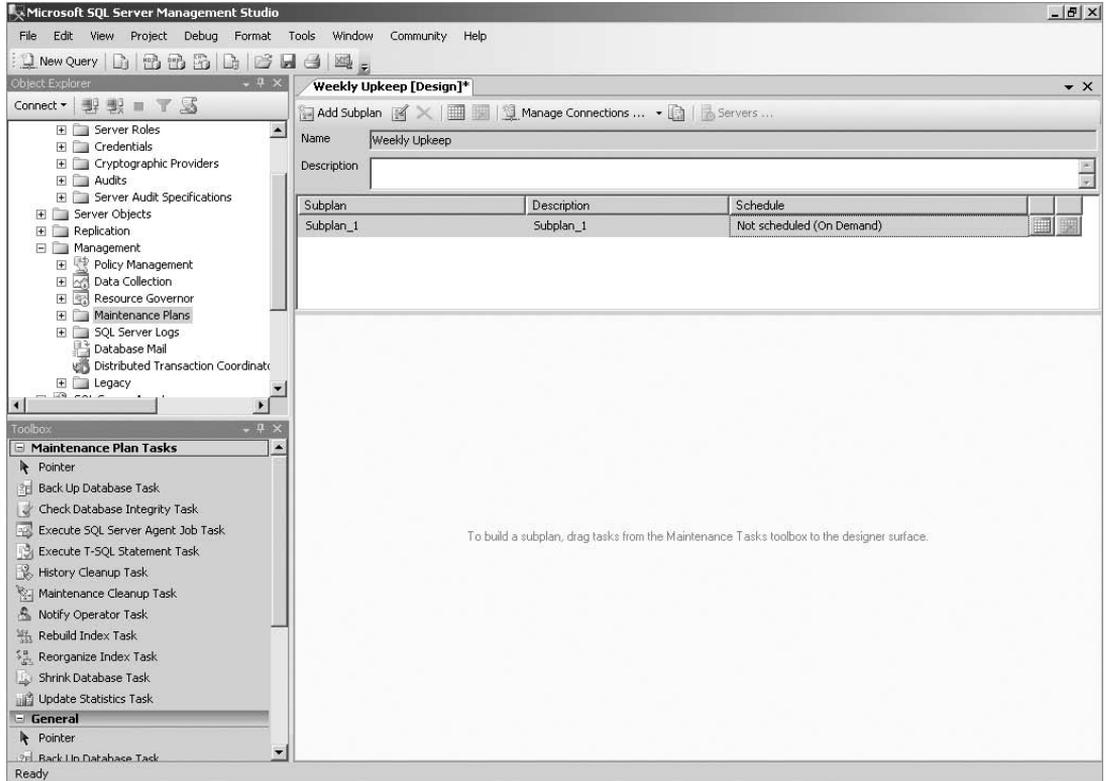 Microsoft SQL Server Management Studio
File Edit View Project Debug Format Tools Window Community Help
New Query
Object Explorer
Connect
Server Roles
Credentials
Cryptographic Providers
Audits
Server Audit Specifications
Server Objects
Replication
Management
Policy Management
Data Collection
Resource Governor
Maintenance Plans
SQL Server Logs
Database Mail
Distributed Transaction Coordinato
Legacy
Toolbox
Maintenance Plan Tasks
Pointer
Back Up Database Task
Check Database Integrity Task
Execute SQL Server Agent Job Task
Execute T-SQL Statement Task
History Cleanup Task
Maintenance Cleanup Task
Notify Operator Task
Rebuild Index Task
Reorganize Index Task
Shrink Database Task
Update Statistics Task
General
Pointer
Back Up Database Task
Weekly Upkeep [Design]*
Add Subplan Manage Connections ... Servers ...
Name Weekly Upkeep
Description
Subplan Description Schedule
Subplan_1 Subplan_1 Not scheduled (On Demand)
To build a subplan, drag tasks from the Maintenance Tasks toolbox to the designer surface.
Ready